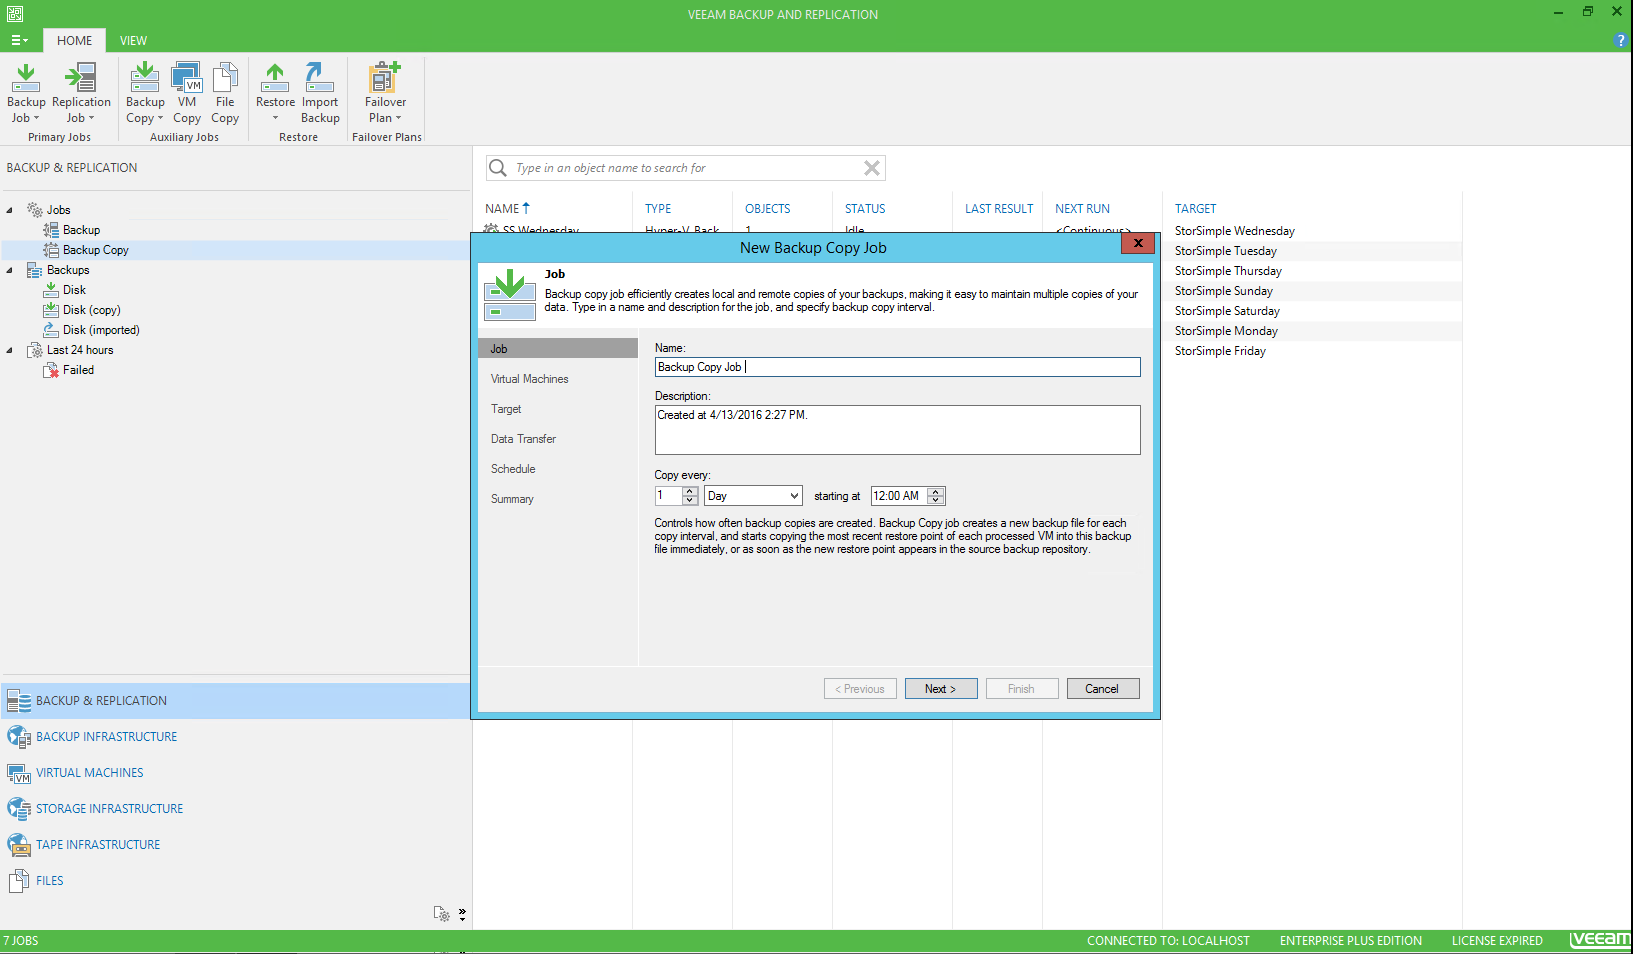 VEEAM BACKUP AND REPLICATION
HOME VIEW
?
Backup Job
Replication Job
Primary Jobs
Backup Copy
VM
VM Copy
File Copy
Auxiliary Jobs
Restore
Import Backup
Restore
Failover Plan
Failover Plans
BACKUP & REPLICATION
Type in an object name to search for
Jobs
Backup
Backup Copy
Backups
Disk
Disk (copy)
Disk (imported)
Last 24 hours
Failed
NAME TYPE OBJECTS STATUS LAST RESULT NEXT RUN TARGET
SS Wednesday Hyper-V Back 1 Idle <Continuous> StorSimple Wednesday
StorSimple Tuesday
StorSimple Thursday
StorSimple Sunday
StorSimple Saturday
StorSimple Monday
StorSimple Friday
New Backup Copy Job
x
Job
Backup copy job efficiently creates local and remote copies of your backups, making it easy to maintain multiple copies of your
data. Type in a name and description for the job, and specify backup copy interval.
Job
Virtual Machines
Target
Data Transfer
Schedule
Summary
Name:
Backup Copy Job
Description:
Created at 4/13/2016 2:27 PM.
Copy every:
1 Day starting at 12:00 AM
Controls how often backup copies are created. Backup Copy job creates a new backup file for each
copy interval, and starts copying the most recent restore point of each processed VM into this backup
file immediately, or as soon as the new restore point appears in the source backup repository.
< Previous Next > Finish Cancel
BACKUP & REPLICATION
BACKUP INFRASTRUCTURE
VM
VIRTUAL MACHINES
STORAGE INFRASTRUCTURE
TAPE INFRASTRUCTURE
FILES
7 JOBS
CONNECTED TO: LOCALHOST ENTERPRISE PLUS EDITION LICENSE EXPIRED veeam